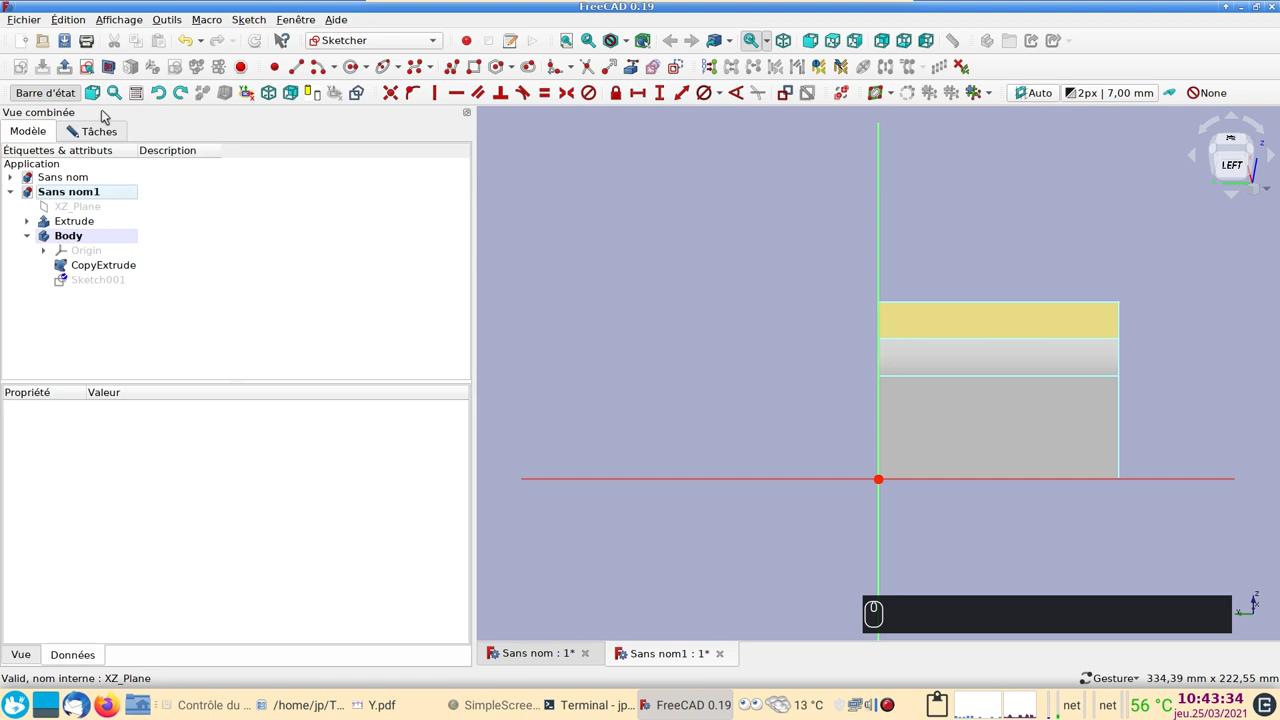 FreeCAD 0.19
Fichier Édition Affichage Outils Macro Sketch Fenêtre Aide
Sketcher
Barre d'état Auto 2px | 7,00 mm None
Vue combinée
Modèle Tâches
Étiquettes & attributs Description
Application
Sans nom
Sans nom1
XZ_Plane
Extrude
Body
Origin
CopyExtrude
Sketch001
LEFT
z
Propriété Valeur
Vue Données
Sans nom : 1* Sans nom1 : 1*
Valid, nom interne : XZ_Plane Gesture 334,39 mm x 222,55 mm
Contrôle du ... /home/jp/T... Y.pdf SimpleScree... Terminal - jp... FreeCAD 0.19 13 °C net net 56 °C 10:43:34
jeu.25/03/2021